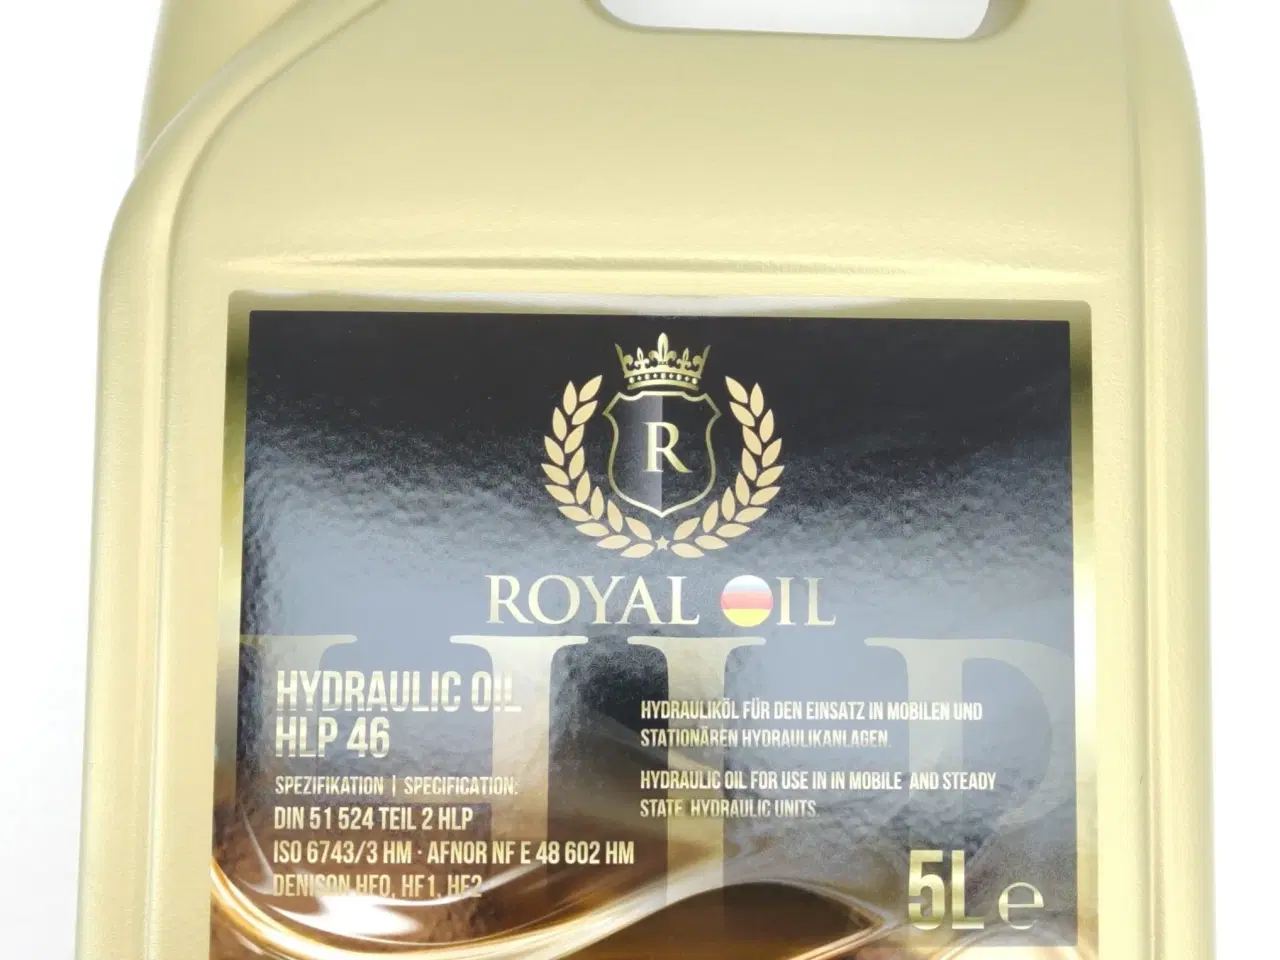 R
ROYAL OIL
HLP
HYDRAULIC OIL
HLP 46
SPEZIFIKATION | SPECIFICATION:
DIN 51 524 TEIL 2 HLP
ISO 6743/3 HM · AFNOR NF E 48 602 HM
DENISON HF0, HF1, HF2
HYDRAULIKÖL FÜR DEN EINSATZ IN MOBILEN UND
STATIONÄREN HYDRAULIKANLAGEN.
HYDRAULIC OIL FOR USE IN IN MOBILE AND STEADY
STATE HYDRAULIC UNITS.
5L e